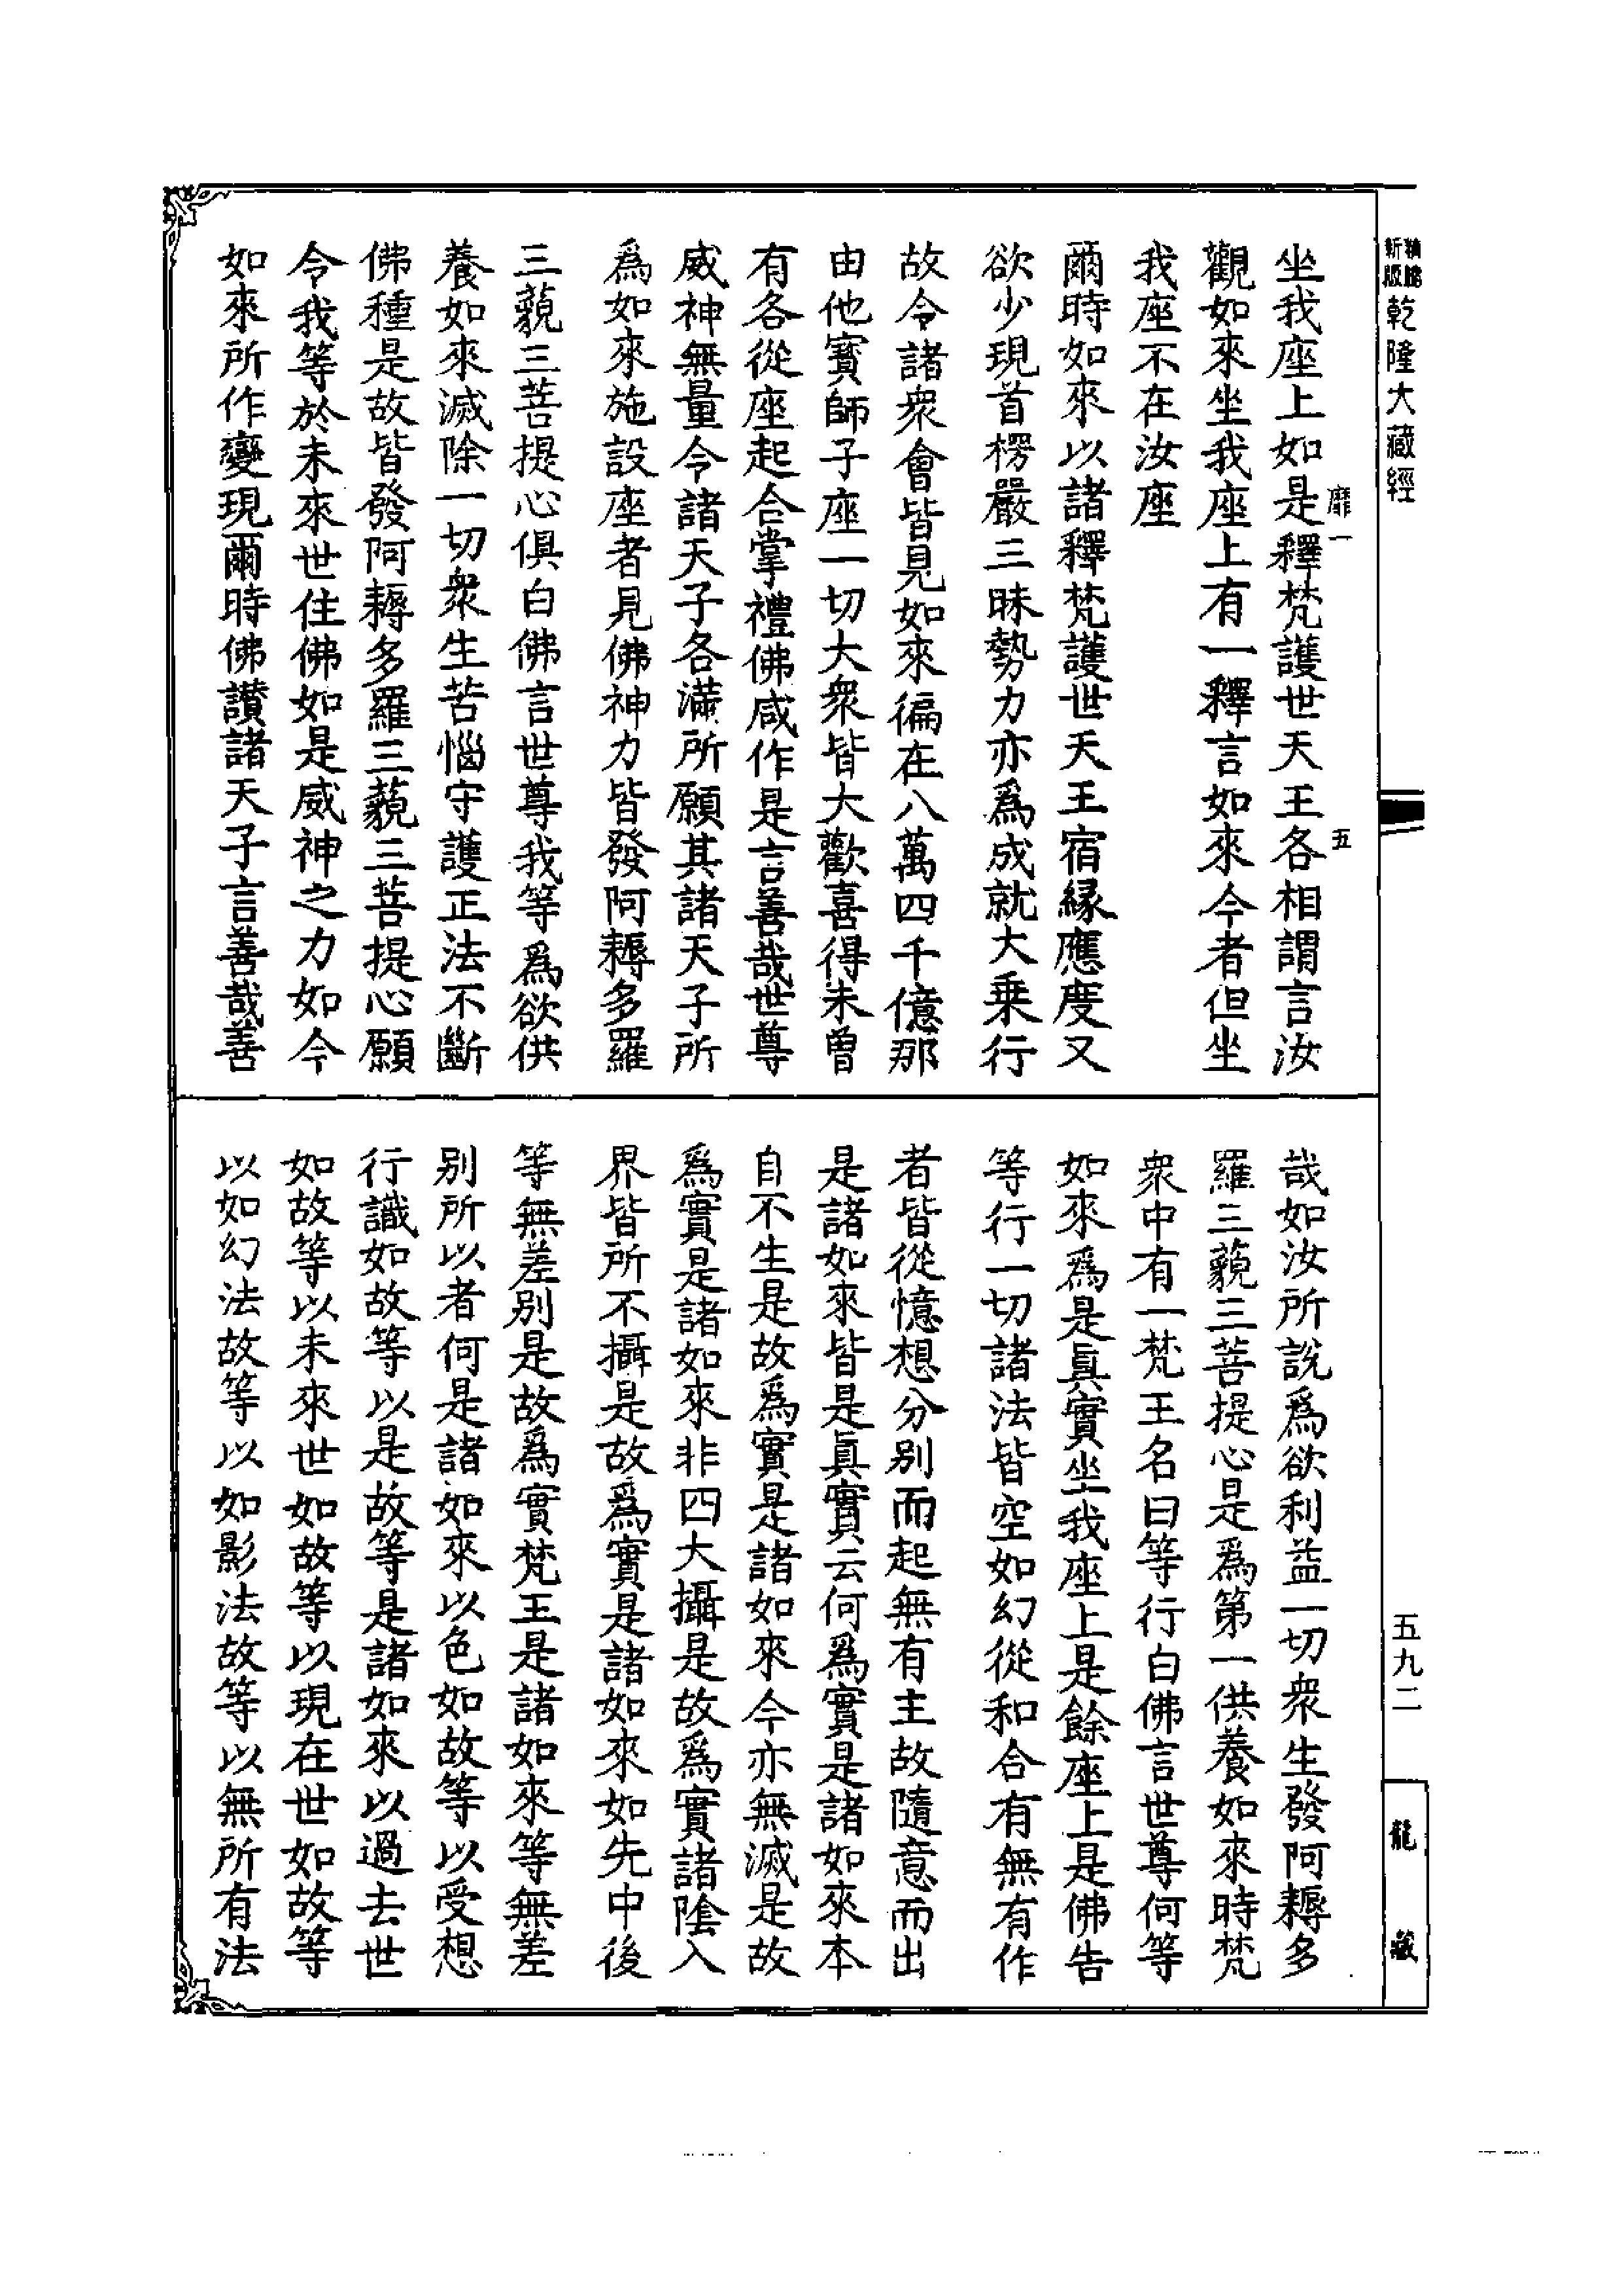 新版
乾隆大藏經
靡一
五
坐我座上如是釋梵護世天王各相謂言汝
觀如來坐我座上有一釋言如來今者但坐
我座不在汝座
爾時如來以諸釋梵護世天王宿緣應度又
欲少現首楞嚴三昧勢力亦爲成就大乗行
故令諸衆會皆見如來徧在八萬四千億那
由他寳師子座一切大衆皆大歡喜得未曾
有各從座起合掌禮佛咸作是言善哉世尊
威神無量令諸天子各滿所願其諸天子所
爲如來施設座者見佛神力皆發阿耨多羅
三藐三菩提心俱白佛言世尊我等爲欲供
養如來滅除一切衆生苦惱守護正法不斷
佛種是故皆發阿耨多羅三藐三菩提心願
令我等於未來世住佛如是威神之力如今
如來所作變現爾時佛讃諸天子言善哉善
哉如汝所說爲欲利益一切衆生發阿耨多
羅三藐三菩提心是爲第一供養如來時梵
衆中有一梵王名曰等行白佛言世尊何等
如來爲是眞實坐我座上是餘座上是佛告
等行一切諸法皆空如幻從和合有無有作
者皆從憶想分別而起無有主故隨意而出
是諸如來皆是眞實云何爲實是諸如來本
自不生是故爲實是諸如來今亦無滅是故
爲實是諸如來非四大攝是故爲實諸陰入
界皆所不攝是故爲實是諸如來如先中後
等無差別是故爲實梵王是諸如來等無差
別所以者何是諸如來以色如故等以受想
行識如故等以是故等是諸如來以過去世
如故等以未來世如故等以現在世如故等
以如幻法故等以如影法故等以無所有法
五九二
龍藏